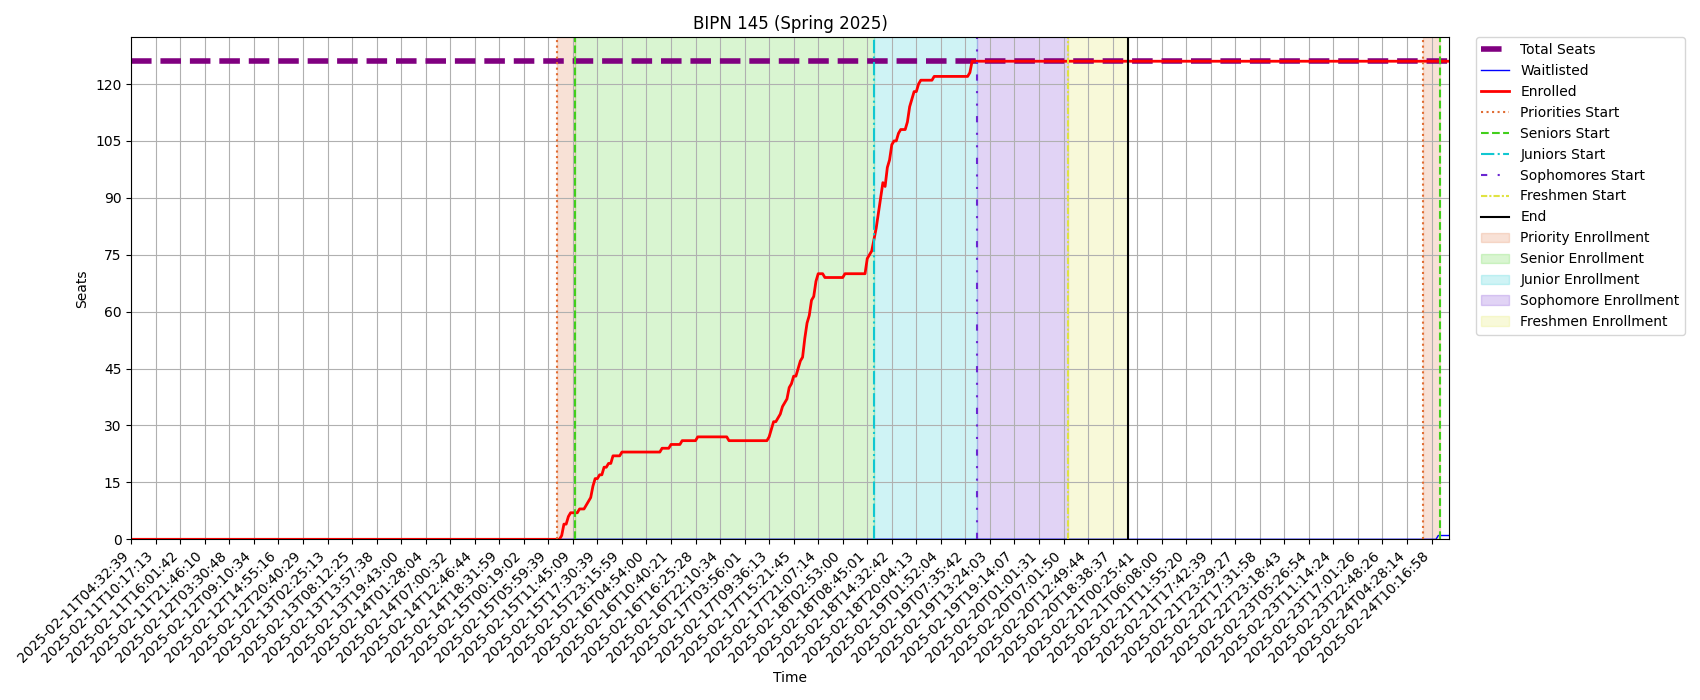 BIPN 145 (Spring 2025)
Total Seats
Waitlisted
Enrolled
Priorities Start
Seniors Start
Juniors Start
Sophomores Start
Freshmen Start
End
Priority Enrollment
Senior Enrollment
Junior Enrollment
Sophomore Enrollment
Freshmen Enrollment
Seats
120
105
90
75
60
45
30
15
0
2025-02-11T04:32:39
2025-02-11T10:17:13
2025-02-11T16:01:42
2025-02-11T21:46:10
2025-02-12T03:30:48
2025-02-12T09:10:34
2025-02-12T14:55:16
2025-02-12T20:40:29
2025-02-13T02:25:13
2025-02-13T08:12:25
2025-02-13T13:57:38
2025-02-13T19:43:00
2025-02-14T01:28:04
2025-02-14T07:00:32
2025-02-14T12:46:44
2025-02-14T18:31:59
2025-02-15T00:19:02
2025-02-15T05:59:39
2025-02-15T11:45:09
2025-02-15T17:30:39
2025-02-15T23:15:59
2025-02-16T04:54:00
2025-02-16T10:40:21
2025-02-16T16:25:28
2025-02-16T22:10:34
2025-02-17T03:56:01
2025-02-17T09:36:13
2025-02-17T15:21:45
2025-02-17T21:07:14
2025-02-18T02:53:00
2025-02-18T08:45:01
2025-02-18T14:32:42
2025-02-18T20:04:13
2025-02-19T01:52:04
2025-02-19T07:35:42
2025-02-19T13:24:03
2025-02-19T19:14:07
2025-02-20T01:01:31
2025-02-20T07:01:50
2025-02-20T12:49:44
2025-02-20T18:38:37
2025-02-21T00:25:41
2025-02-21T06:08:00
2025-02-21T11:55:20
2025-02-21T17:42:39
2025-02-21T23:29:27
2025-02-22T17:31:58
2025-02-22T23:18:43
2025-02-23T05:26:54
2025-02-23T11:14:24
2025-02-23T17:01:26
2025-02-23T22:48:26
2025-02-24T04:28:14
2025-02-24T10:16:58
Time